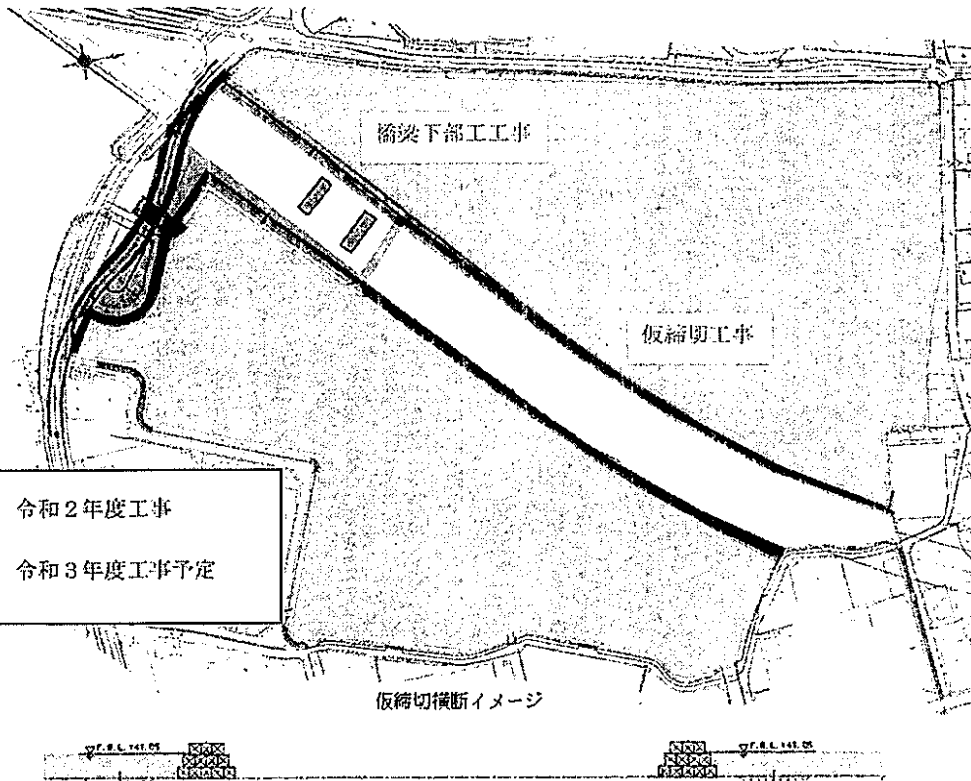 橋梁下部工工事
仮締切工事
令和2年度工事
令和3年度工事予定
仮締切横断イメージ